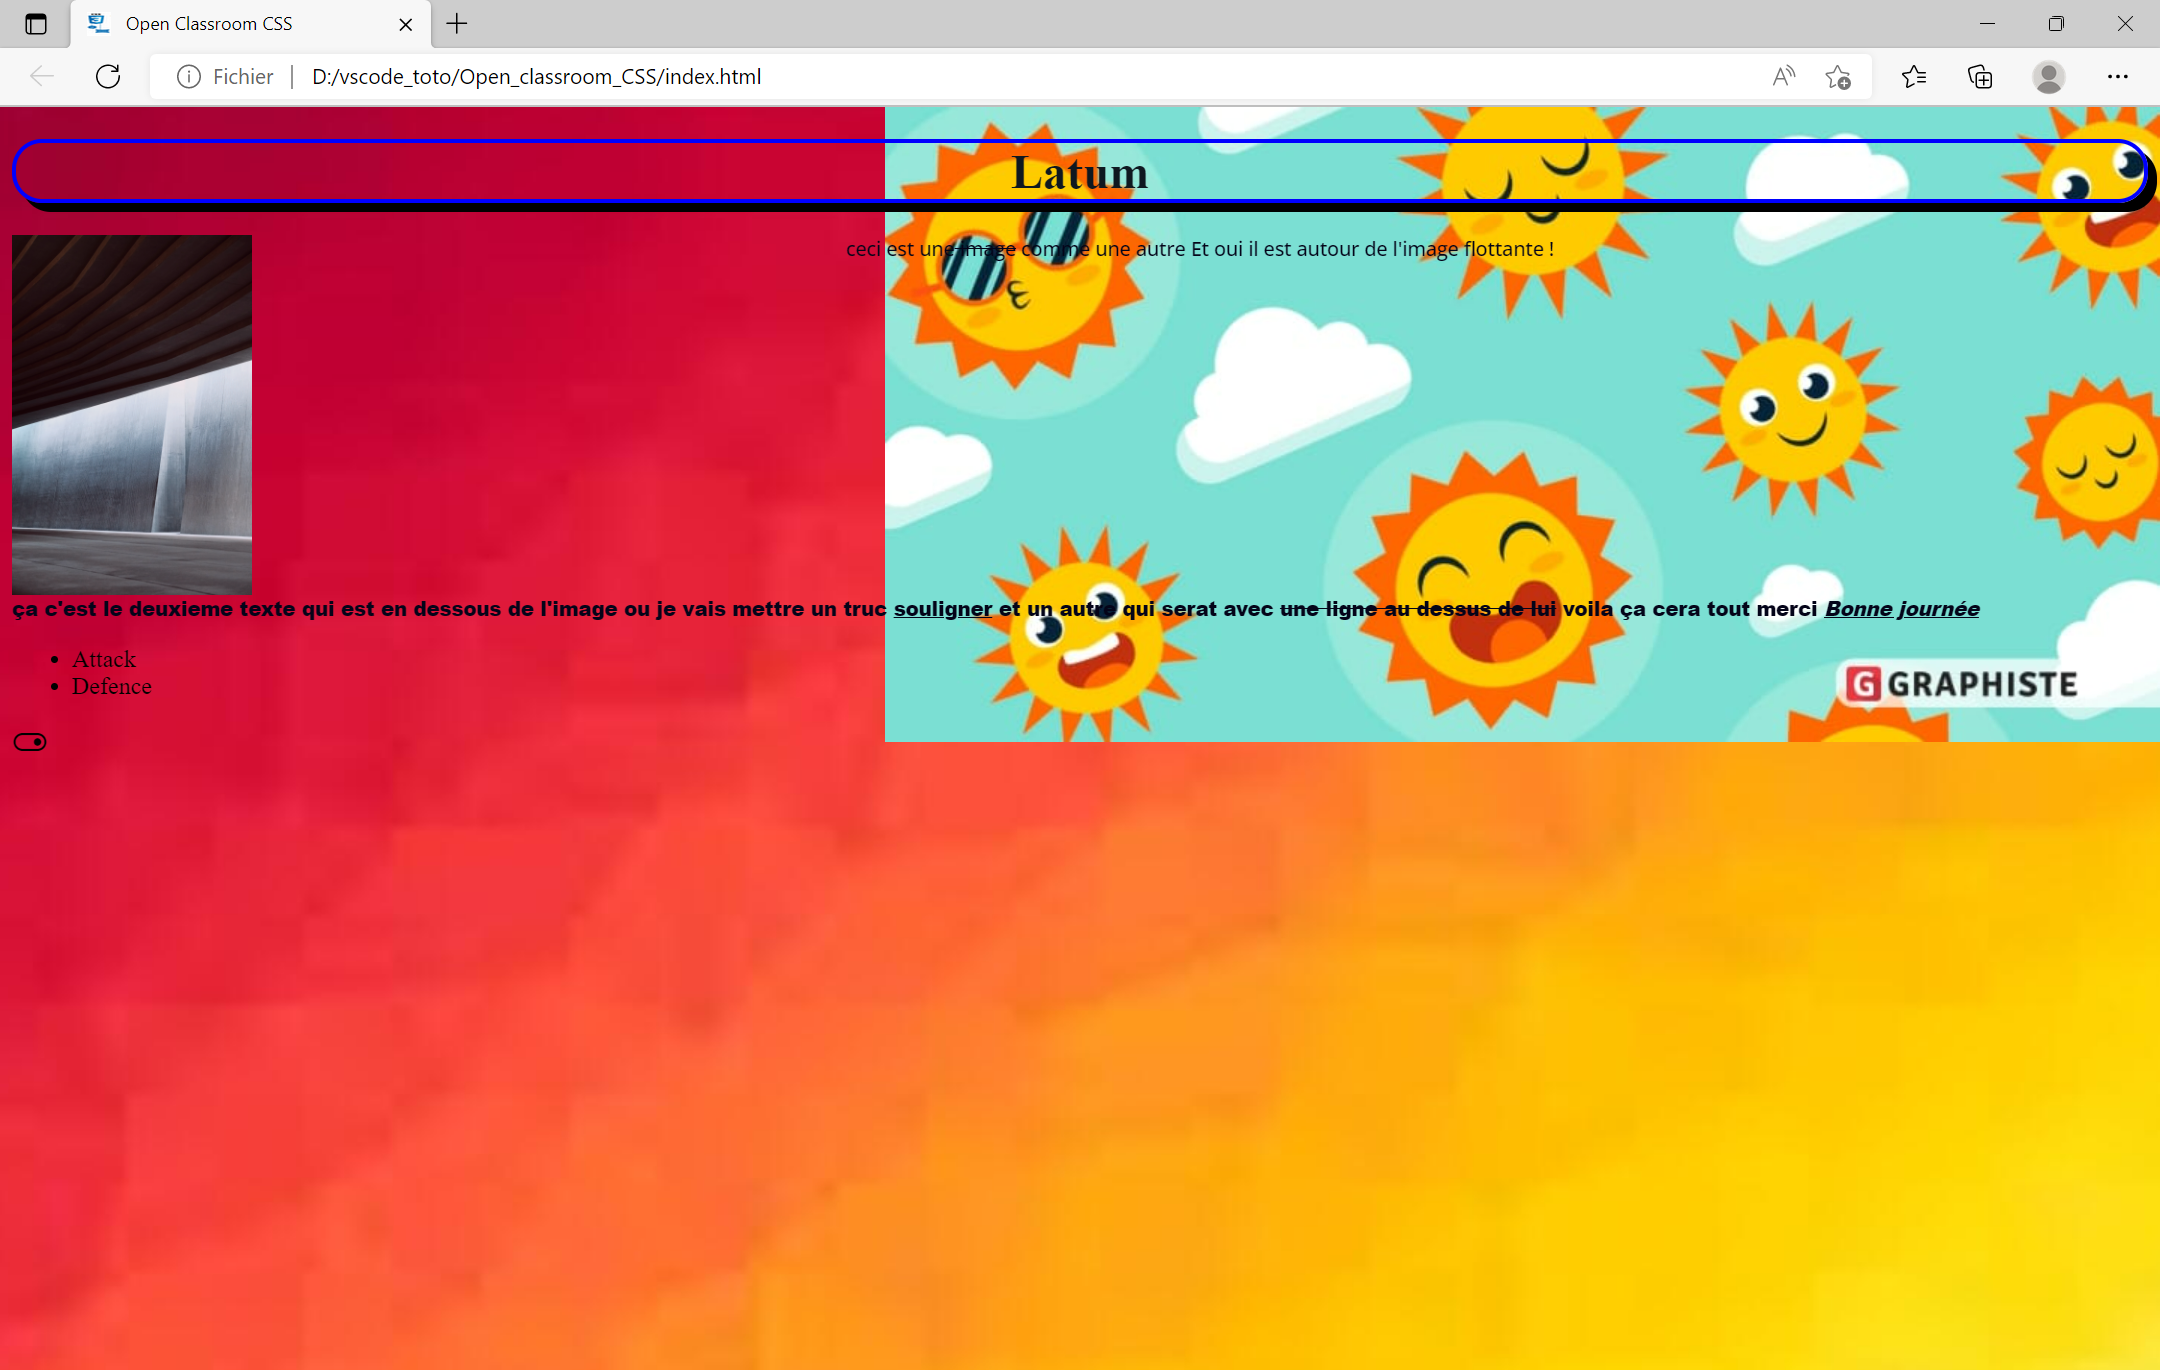 Open Classroom CSS
Fichier
D:/vscode_toto/Open_classroom_CSS/index.html
Latum
ceci est une image comme une autre Et oui il est autour de l'image flottante !
ça c'est le deuxieme texte qui est en dessous de l'image ou je vais mettre un truc souligner et un autre qui serat avec une ligne au dessus de lui voila ça cera tout merci Bonne journée
Attack
Defence
G GRAPHISTE